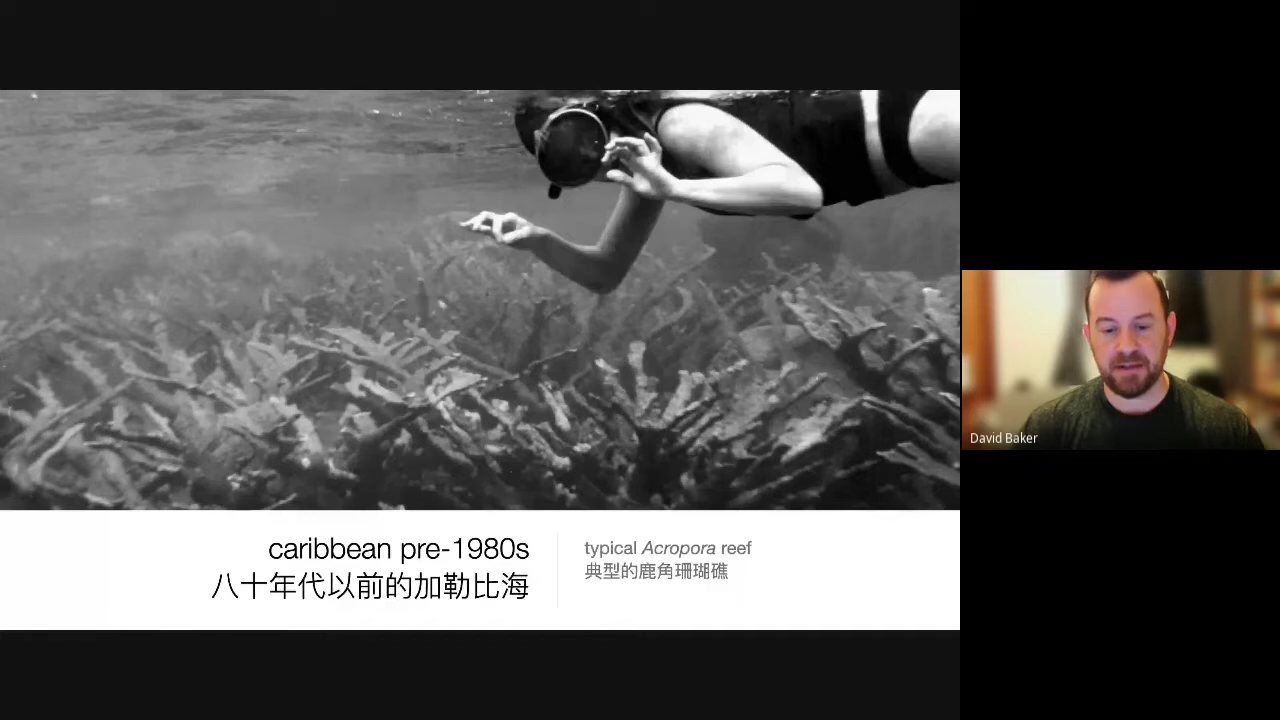 caribbean pre-1980s
八十年代以前的加勒比海
typical Acropora reef
典型的鹿角珊瑚礁
David Baker